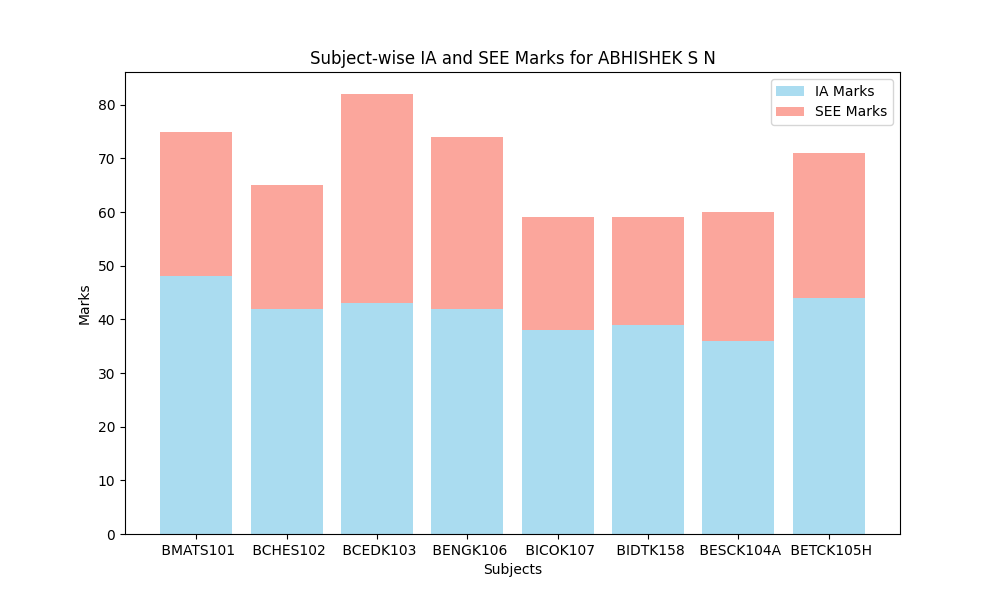 Subject-wise IA and SEE Marks for ABHISHEK S N
IA Marks
SEE Marks
80
70
60
50
40
30
20
10
0
Marks
BMATS101 BCHES102 BCEDK103 BENGK106 BICOK107 BIDTK158 BESCK104A BETCK105H
Subjects